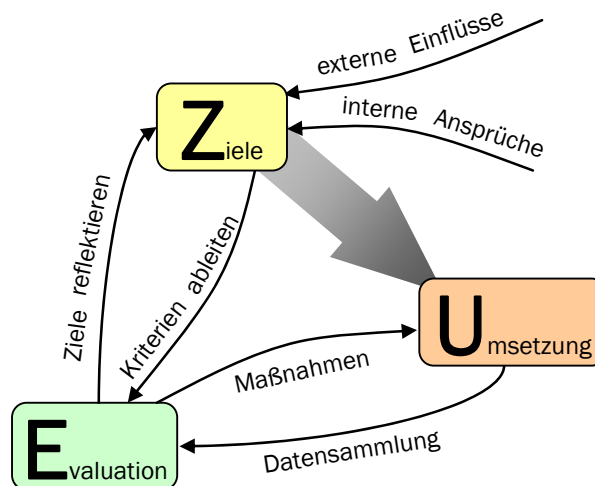 externe Einflüsse
interne Ansprüche
Ziele
Ziele reflektieren
Kriterien ableiten
Umsetzung
Maßnahmen
Evaluation
Datensammlung